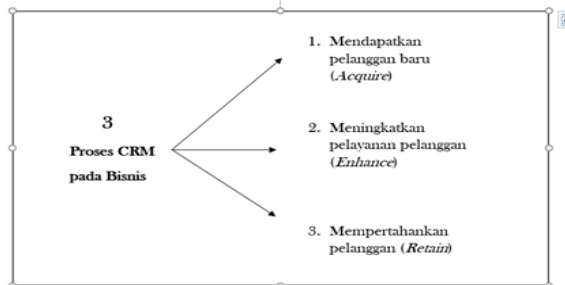 3
Proses CRM
pada Bisnis
1. Mendapatkan
pelanggan baru
(Acquire)
2. Meningkatkan
pelayanan pelanggan
(Enhance)
3. Mempertahankan
pelanggan (Retain)